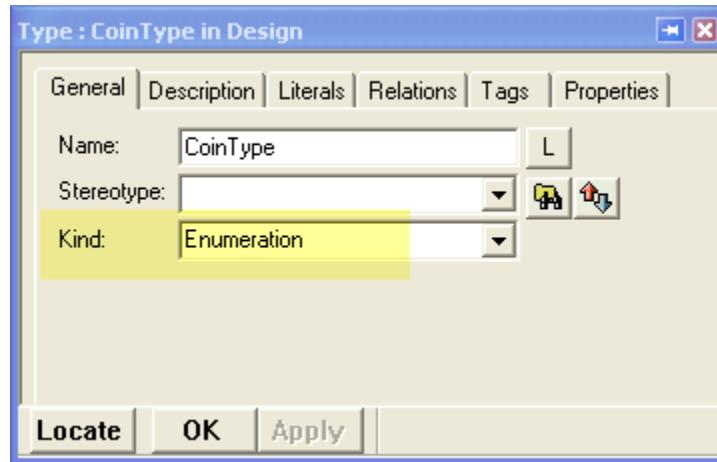 Type : CoinType in Design
General Description Literals Relations Tags Properties
Name: CoinType L
Stereotype:
Kind: Enumeration
Locate OK Apply